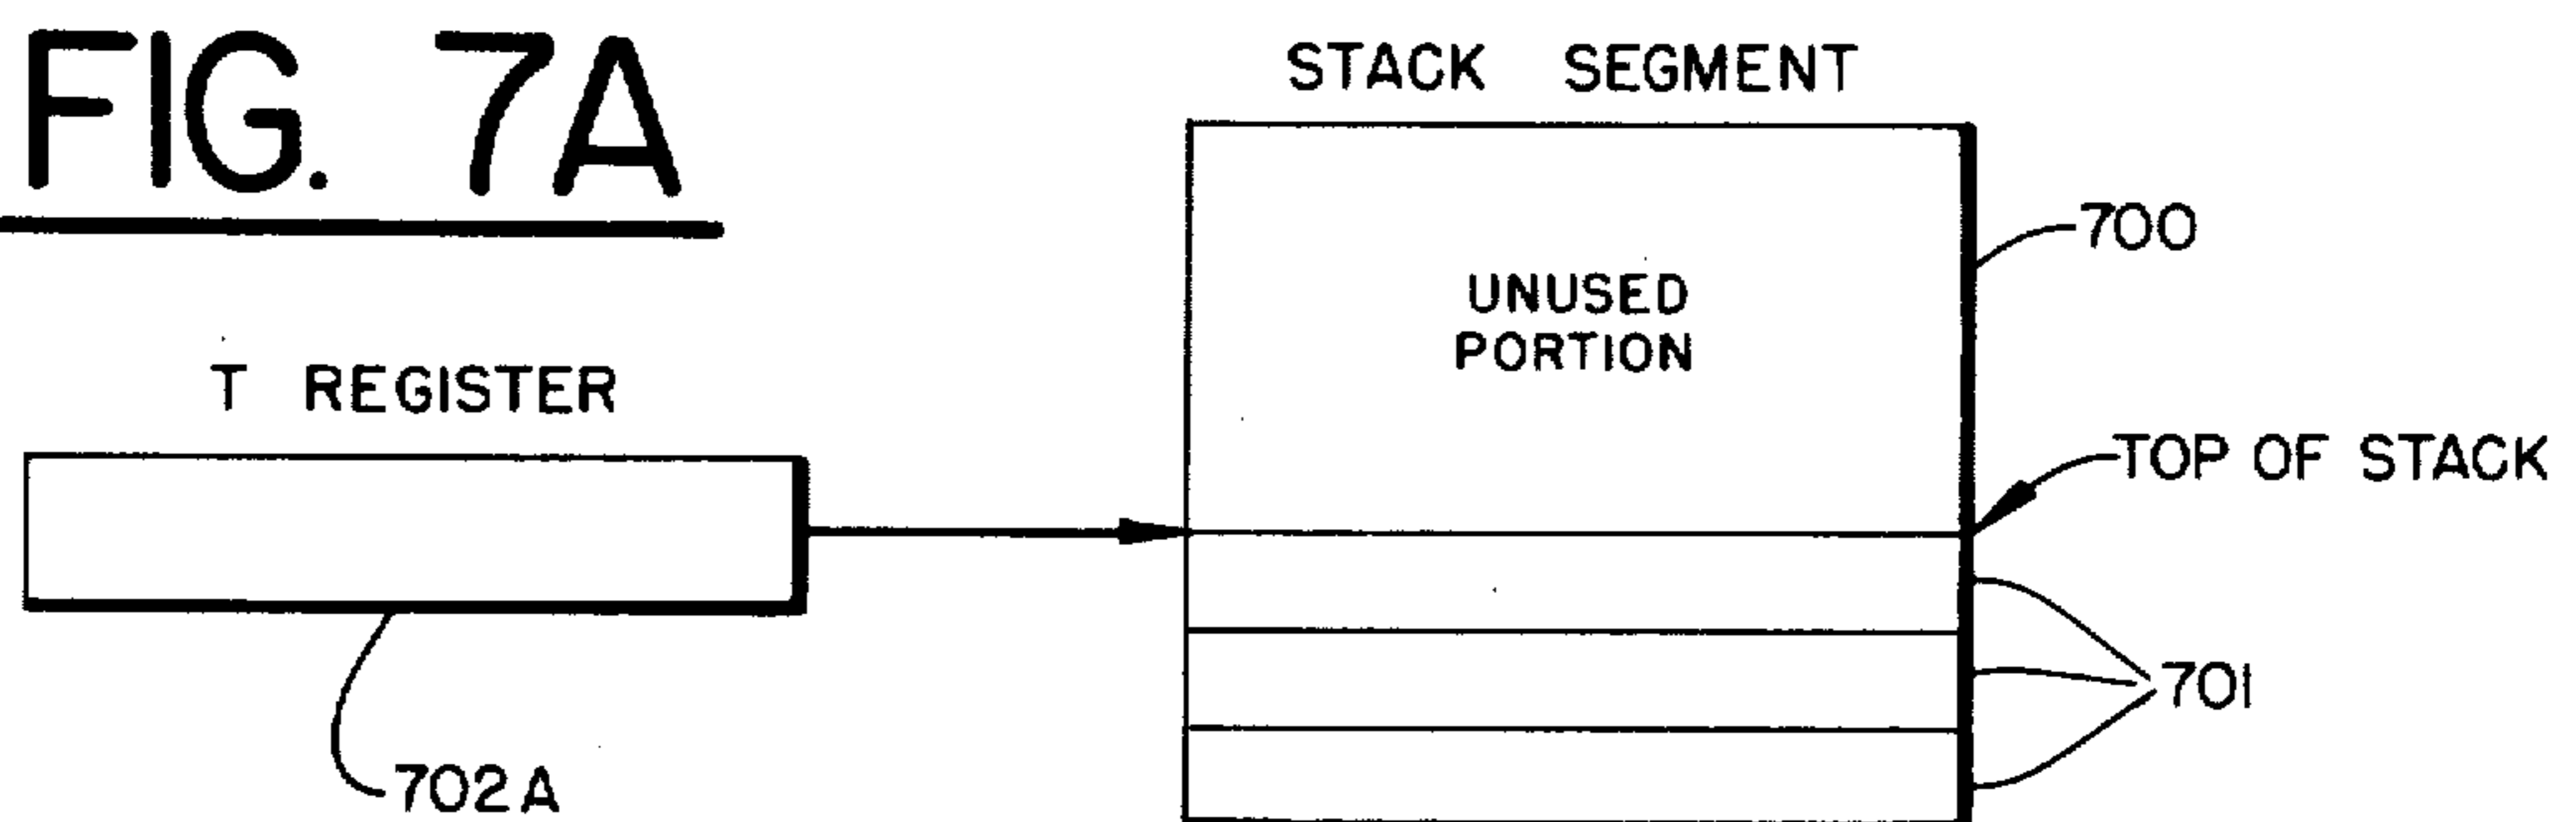 FIG. 7A
STACK SEGMENT
700
UNUSED
PORTION
T REGISTER
TOP OF STACK
701
702A